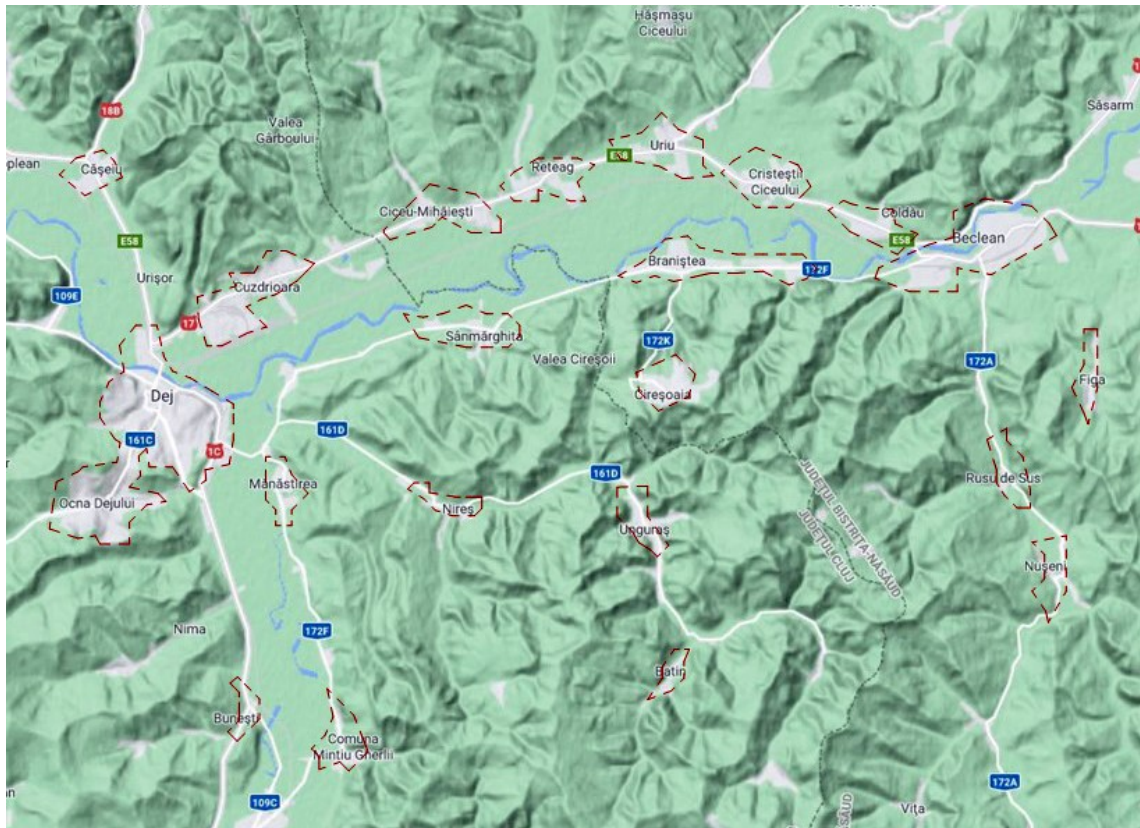 Hășmașu
Ciceului
18B
Săsarm
Valea
Gârboului
Uriu
E58
Reteag
Cășeiu
Cristeștii
Ciceului
Ciceu-Mihăiești
Coldău
E58
Beclean
E58
Urișor
Braniștea
172F
Cuzdrioara
109E
17
Sânmărghita
172K
Valea Cireșoii
172A
Figa
Cireșoaia
Dej
161D
161C
1C
161D
Mănăstirea
Rusu de Sus
Ocna Dejului
Nireș
Unguraș
JUDEȚUL BISTRIȚA-NĂSĂUD
JUDEȚUL CLUJ
Nușeni
Nima
172F
Batin
Bunești
Comuna
Mintiu Gherlii
172A
109C
Vița